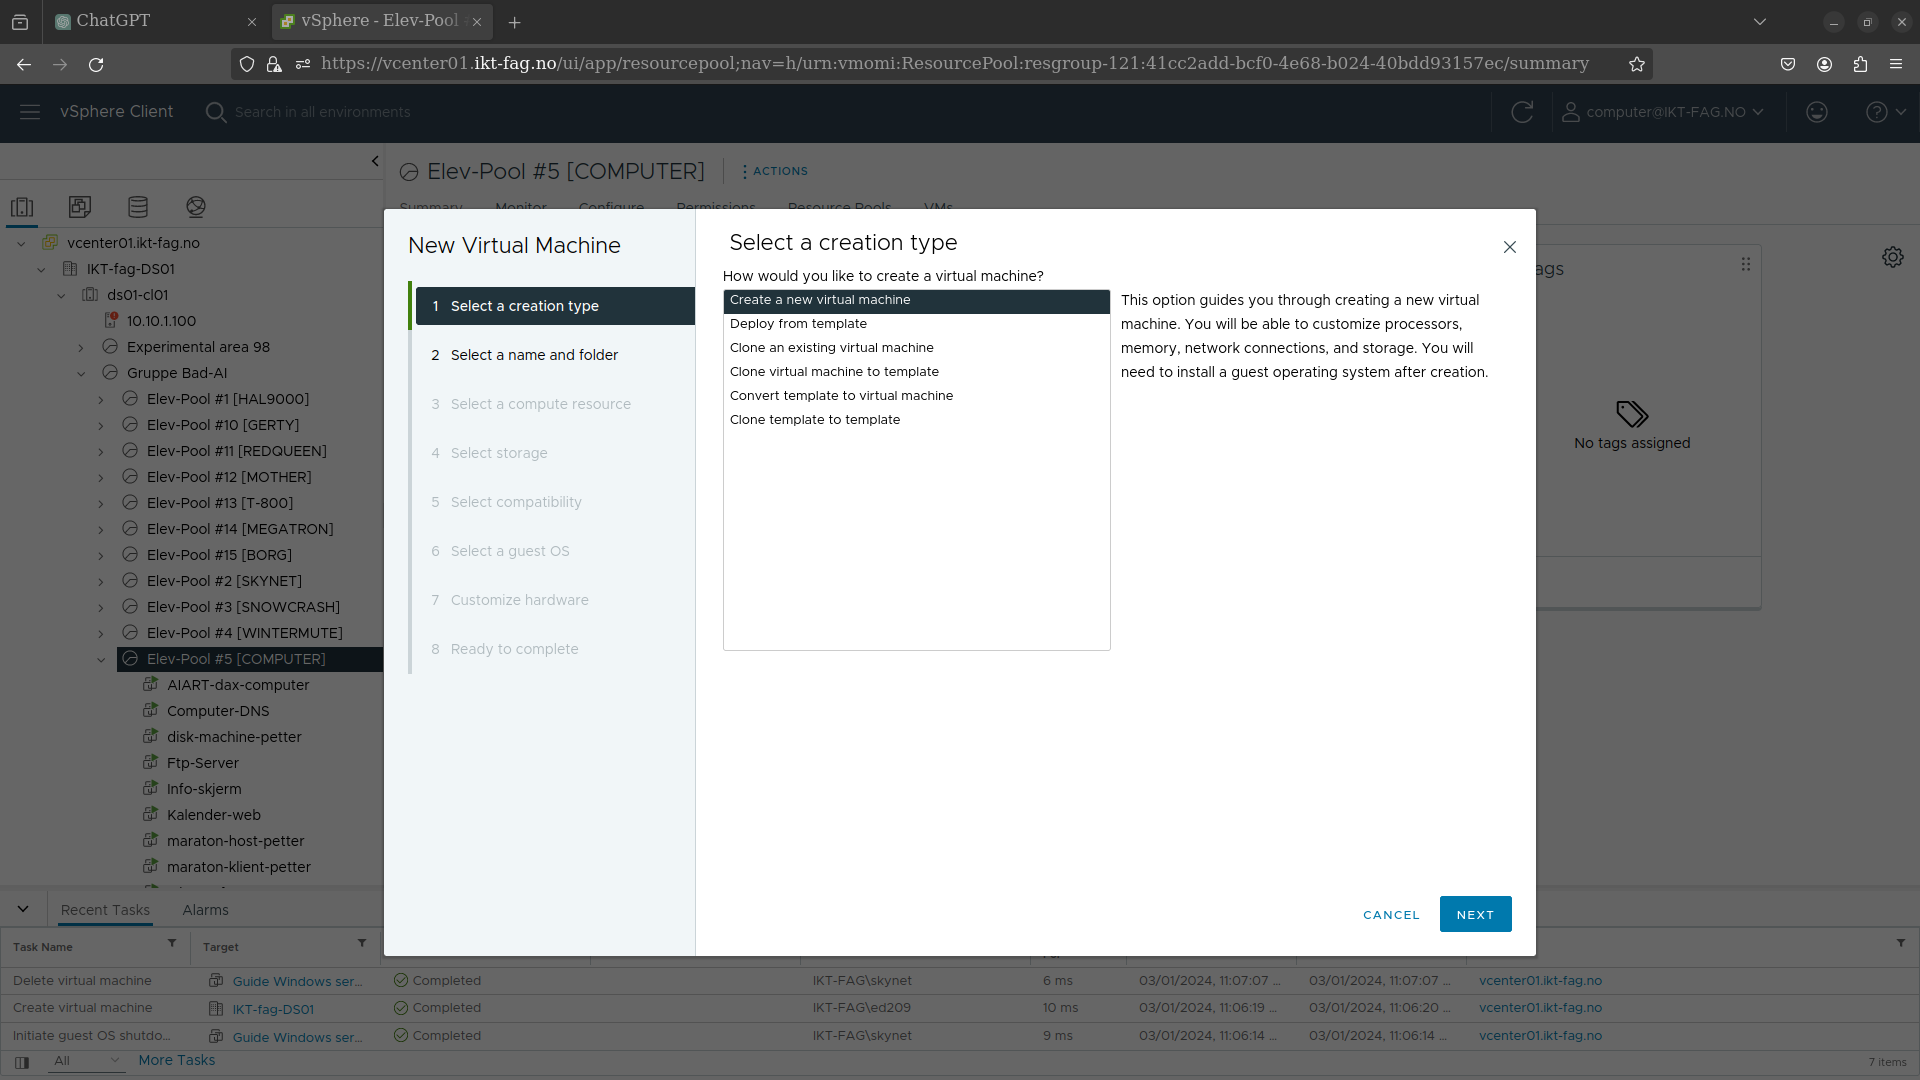 ChatGPT
vSphere - Elev-Pool
https://vcenter01.ikt-fag.no/ui/app/resourcepool;nav=h/urn:vmomi:ResourcePool:resgroup-121:41cc2add-bcf0-4e68-b024-40bdd93157ec/summary
vSphere Client
Search in all environments
computer@IKT-FAG.NO
Elev-Pool #5 [COMPUTER]
ACTIONS
Summary Monitor Configure Permissions Resource Pools VMs
vcenter01.ikt-fag.no
IKT-fag-DS01
ds01-cl01
10.10.1.100
Experimental area 98
Gruppe Bad-AI
Elev-Pool #1 [HAL9000]
Elev-Pool #10 [GERTY]
Elev-Pool #11 [REDQUEEN]
Elev-Pool #12 [MOTHER]
Elev-Pool #13 [T-800]
Elev-Pool #14 [MEGATRON]
Elev-Pool #15 [BORG]
Elev-Pool #2 [SKYNET]
Elev-Pool #3 [SNOWCRASH]
Elev-Pool #4 [WINTERMUTE]
Elev-Pool #5 [COMPUTER]
AIART-dax-computer
Computer-DNS
disk-machine-petter
Ftp-Server
Info-skjerm
Kalender-web
maraton-host-petter
maraton-klient-petter
New Virtual Machine
1 Select a creation type
2 Select a name and folder
3 Select a compute resource
4 Select storage
5 Select compatibility
6 Select a guest OS
7 Customize hardware
8 Ready to complete
Select a creation type
How would you like to create a virtual machine?
Create a new virtual machine
Deploy from template
Clone an existing virtual machine
Clone virtual machine to template
Convert template to virtual machine
Clone template to template
This option guides you through creating a new virtual
machine. You will be able to customize processors,
memory, network connections, and storage. You will
need to install a guest operating system after creation.
CANCEL
NEXT
ags
No tags assigned
Recent Tasks Alarms
Task Name Target
Delete virtual machine Guide Windows ser... Completed IKT-FAG\skynet 6 ms 03/01/2024, 11:07:07 ... 03/01/2024, 11:07:07 ... vcenter01.ikt-fag.no
Create virtual machine IKT-fag-DS01 Completed IKT-FAG\ed209 10 ms 03/01/2024, 11:06:19 ... 03/01/2024, 11:06:20 ... vcenter01.ikt-fag.no
Initiate guest OS shutdo... Guide Windows ser... Completed IKT-FAG\skynet 9 ms 03/01/2024, 11:06:14 ... 03/01/2024, 11:06:14 ... vcenter01.ikt-fag.no
All More Tasks
7 items